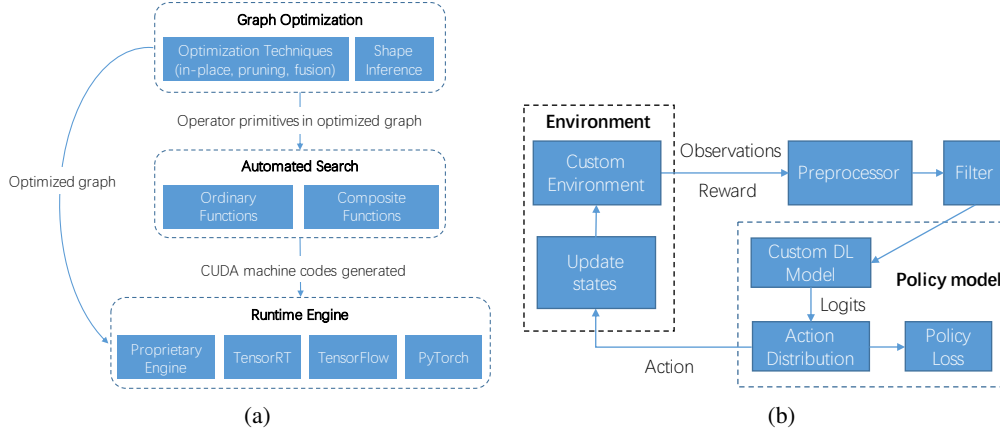 Graph Optimization
Optimization Techniques
(in-place, pruning, fusion)
Shape
Inference
Operator primitives in optimized graph
Optimized graph
Automated Search
Ordinary
Functions
Composite
Functions
CUDA machine codes generated
Runtime Engine
Proprietary
Engine
TensorRT
TensorFlow
PyTorch
(a)
Environment
Custom
Environment
Observations
Reward
Preprocessor
Filter
Update
states
Custom DL
Model
Policy model
Logits
Action
Distribution
Policy
Loss
Action
(b)